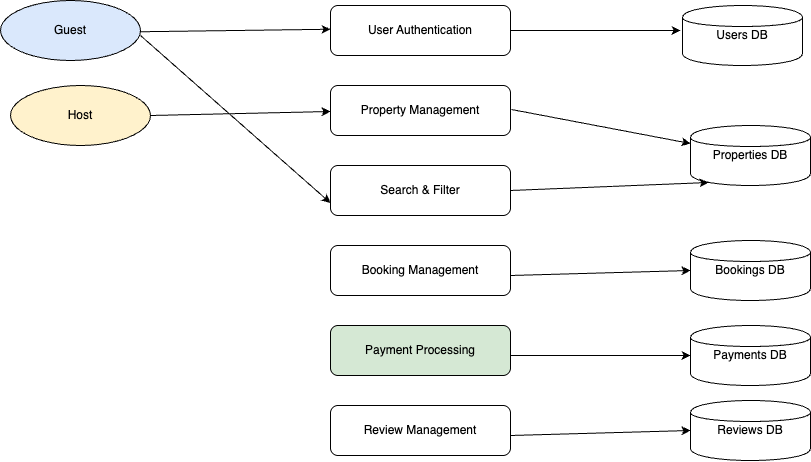 Guest
User Authentication
Users DB
Host
Property Management
Properties DB
Search & Filter
Booking Management
Bookings DB
Payment Processing
Payments DB
Review Management
Reviews DB